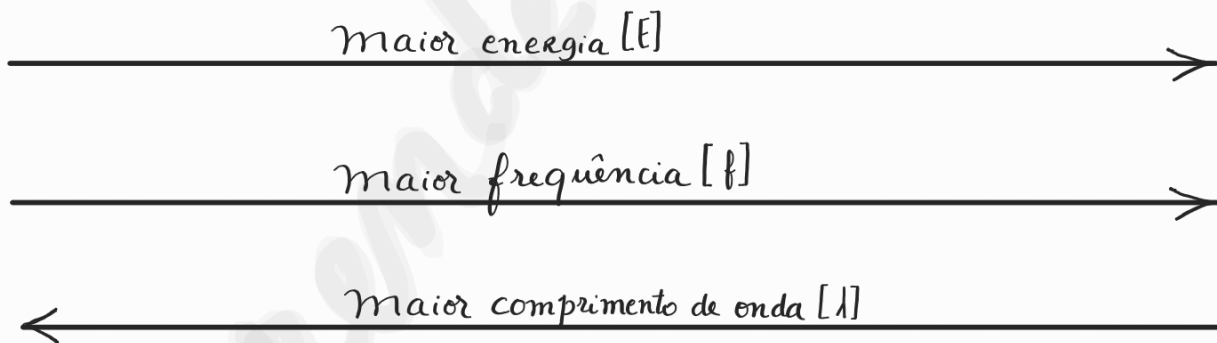 Maior energia [E]
Maior frequência [f]
Maior comprimento de onda [λ]